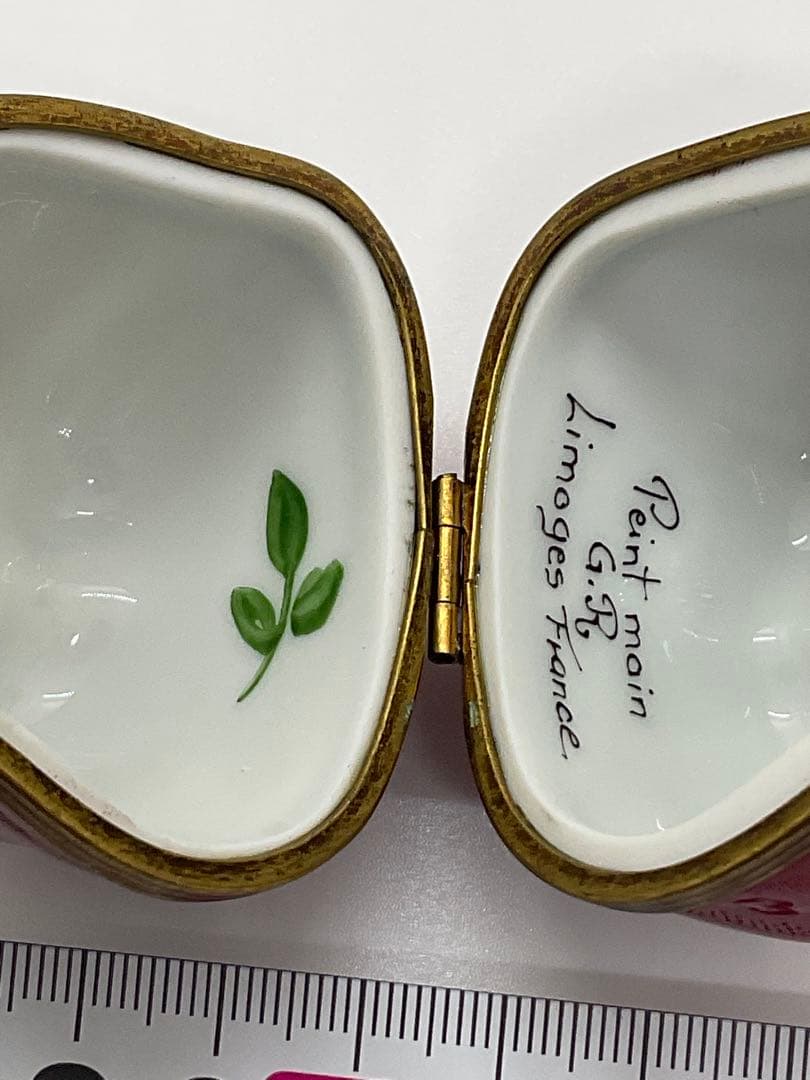 Peint main
G.R
Limoges France.